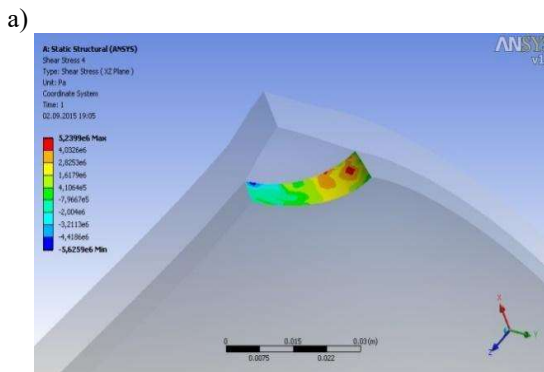 a)
A: Static Structural (ANSYS)
Shear Stress 4
Type: Shear Stress ( XZ Plane )
Unit: Pa
Coordinate System
Time: 1
02.09.2015 19:05
5,2399e6 Max
4,0326e6
2,8253e6
1,6179e6
4,1064e5
-7,9667e5
-2,004e6
-3,2113e6
-4,4186e6
-5,6259e6 Min
ANSYS
v1
0 0.015 0.03 (m)
0.0075 0.022
X
Y
Z